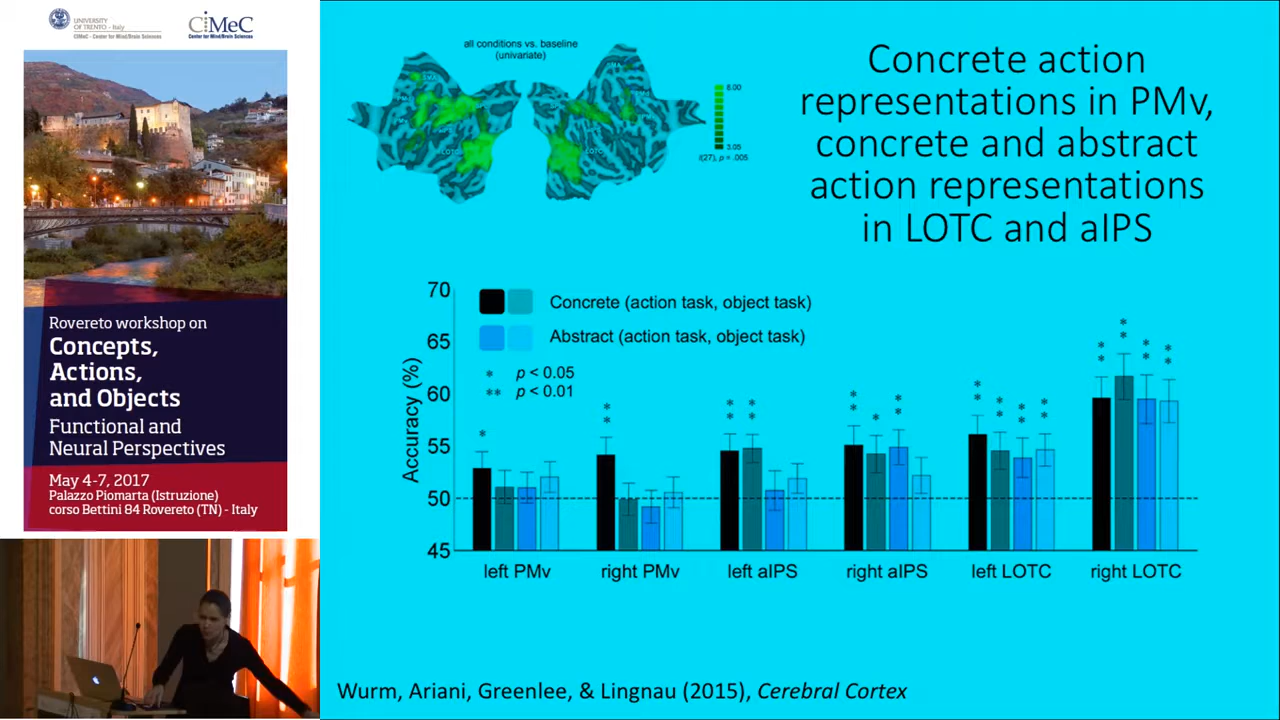 UNIVERSITY
OF TRENTO - Italy
CIMeC - Center for Mind/Brain Sciences
CiMeC
Center for Mind/Brain Sciences
Rovereto workshop on
Concepts,
Actions,
and Objects
Functional and
Neural Perspectives
May 4-7, 2017
Palazzo Piomarta (Istruzione)
corso Bettini 84 Rovereto (TN) - Italy
all conditions vs. baseline
(univariate)
LOTC
LOTC
8.00
3.05
t(27), p = .005
Concrete action
representations in PMv,
concrete and abstract
action representations
in LOTC and aIPS
Accuracy (%)
70
65
60
55
50
45
Concrete (action task, object task)
Abstract (action task, object task)
* p < 0.05
** p < 0.01
left PMv
right PMv
left aIPS
right aIPS
left LOTC
right LOTC
Wurm, Ariani, Greenlee, & Lingnau (2015), Cerebral Cortex